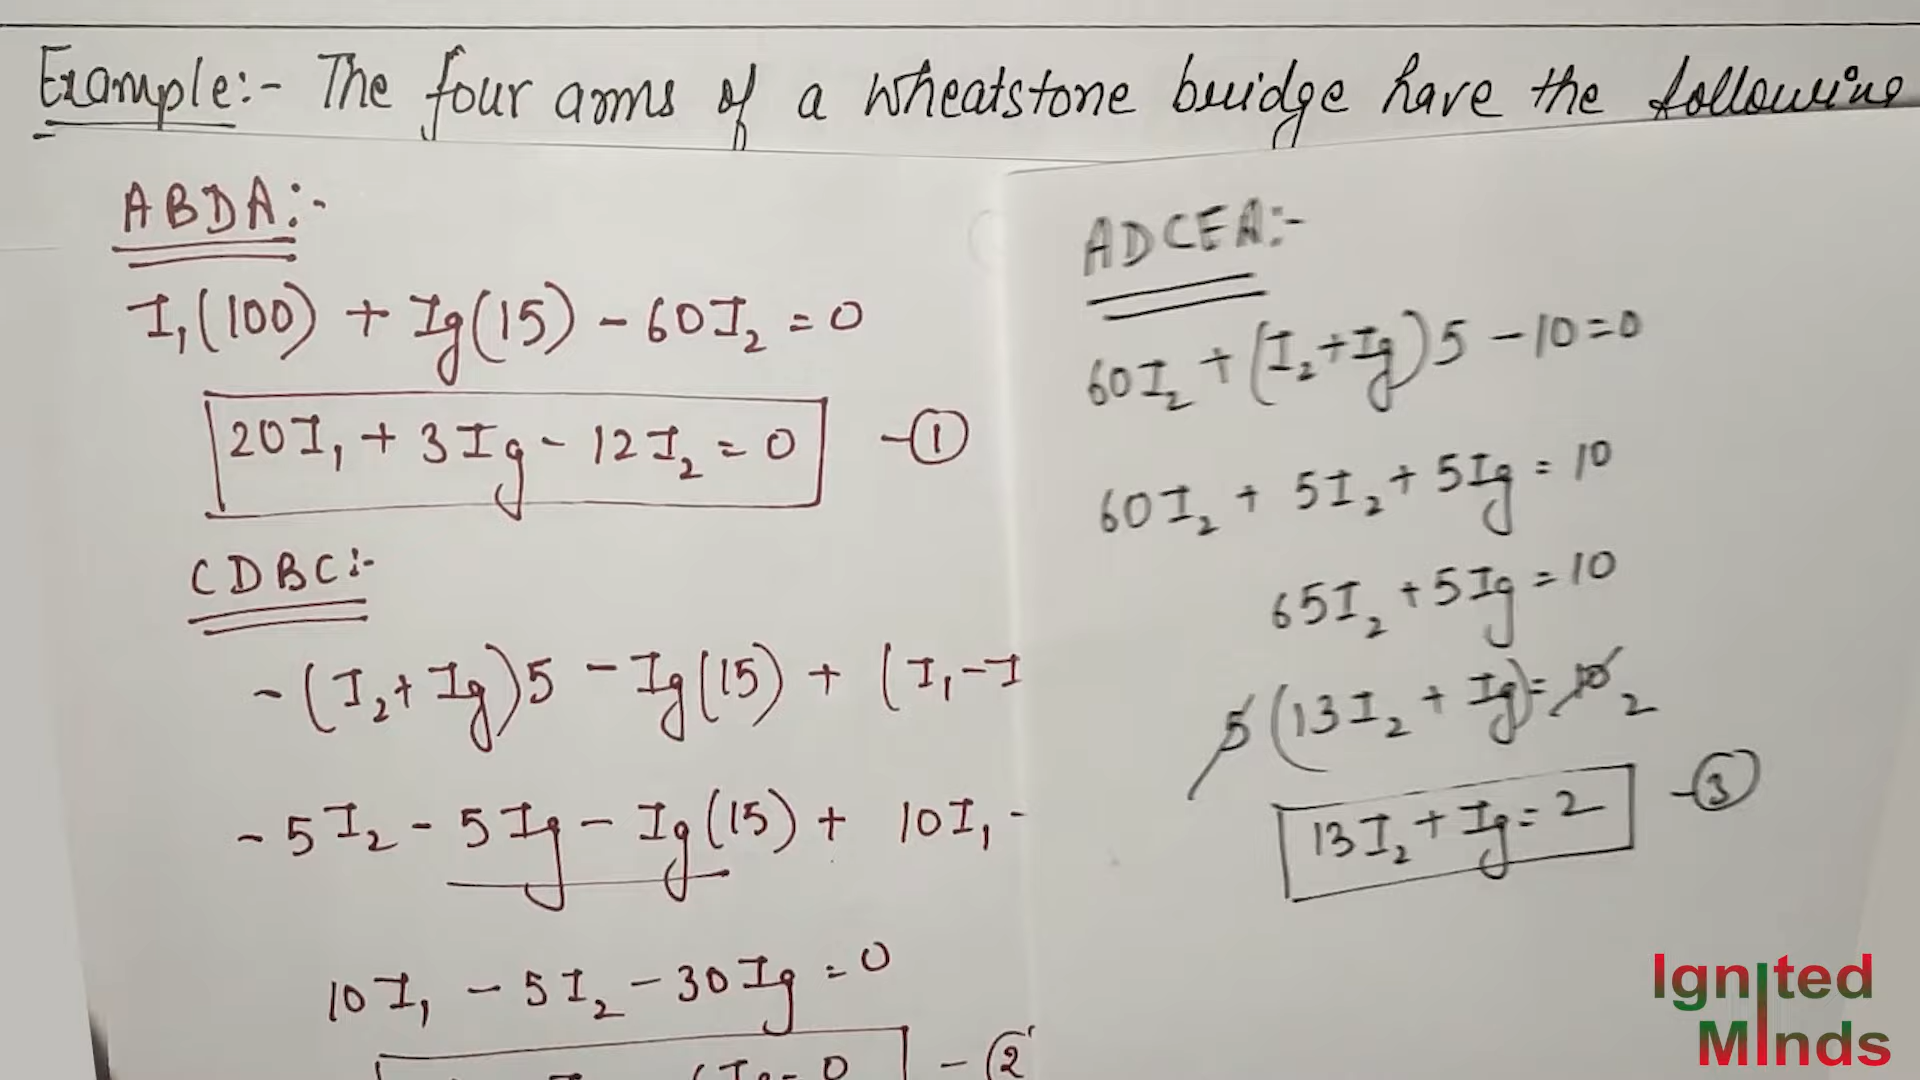 Example:- The four arms of a wheatstone bridge have the following
ABDA:-
I₁(100) + Ig(15) - 60I₂ = 0
20I₁ + 3Ig - 12I₂ = 0 -①
CDBC:-
-(I₂+Ig)5 - Ig(15) + (I₁-I
-5I₂ - 5Ig - Ig(15) + 10I₁ -
10I₁ - 5I₂ - 30Ig = 0
Ig = 0 -②
ADCEA:-
60I₂ + (I₂+Ig)5 - 10 = 0
60I₂ + 5I₂ + 5Ig = 10
65I₂ + 5Ig = 10
5(13I₂ + Ig) = 10 2
13I₂ + Ig = 2 -③
Ignited
Minds